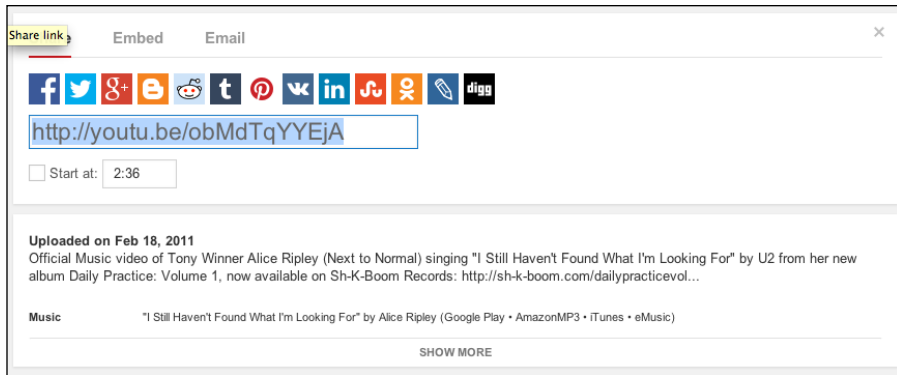 Share link
Embed
Email
×
f
g+
B
t
in
digg
http://youtu.be/obMdTqYYEjA
Start at: 2:36
Uploaded on Feb 18, 2011
Official Music video of Tony Winner Alice Ripley (Next to Normal) singing "I Still Haven't Found What I'm Looking For" by U2 from her new
album Daily Practice: Volume 1, now available on Sh-K-Boom Records: http://sh-k-boom.com/dailypracticevol...
Music "I Still Haven't Found What I'm Looking For" by Alice Ripley (Google Play • AmazonMP3 • iTunes • eMusic)
SHOW MORE